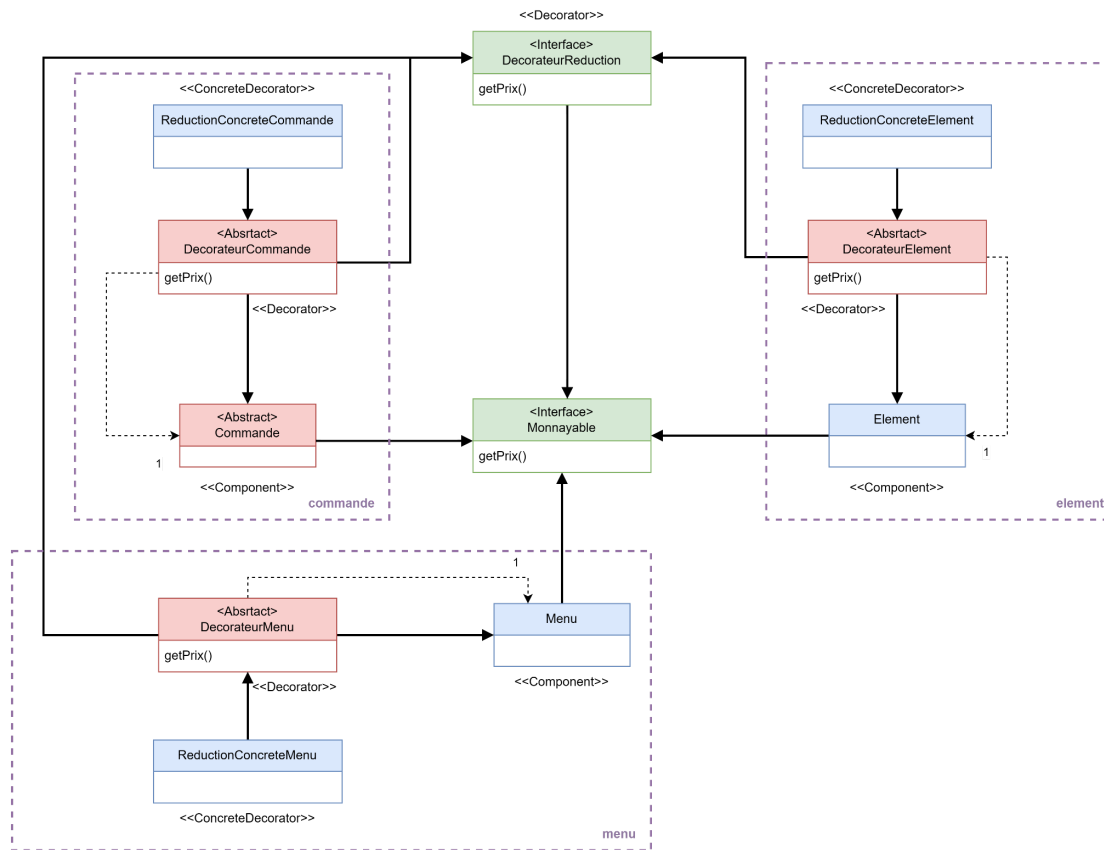 <<Decorator>>
<Interface>
DecorateurReduction
getPrix()
<<ConcreteDecorator>>
ReductionConcreteCommande
<Absrtact>
DecorateurCommande
getPrix()
<<Decorator>>
<Abstract>
Commande
1
<<Component>>
commande
<Interface>
Monnayable
getPrix()
<<ConcreteDecorator>>
ReductionConcreteElement
<Absrtact>
DecorateurElement
getPrix()
<<Decorator>>
Element
1
<<Component>>
element
1
<Absrtact>
DecorateurMenu
getPrix()
<<Decorator>>
Menu
<<Component>>
ReductionConcreteMenu
<<ConcreteDecorator>>
menu